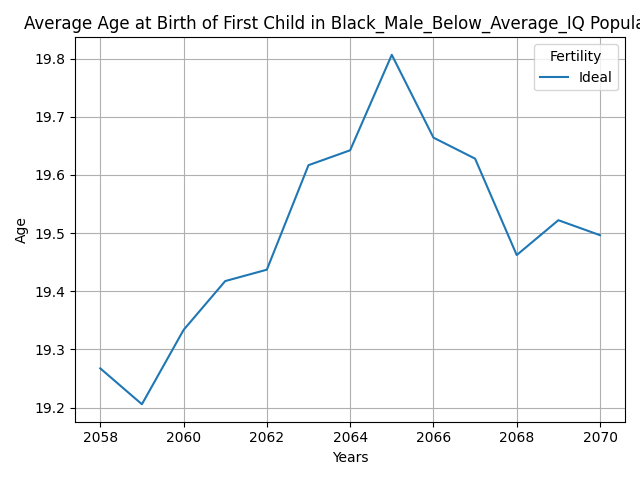 Average Age at Birth of First Child in Black_Male_Below_Average_IQ Popula
Fertility
Ideal
19.8
19.7
19.6
19.5
19.4
19.3
19.2
Age
2058 2060 2062 2064 2066 2068 2070
Years